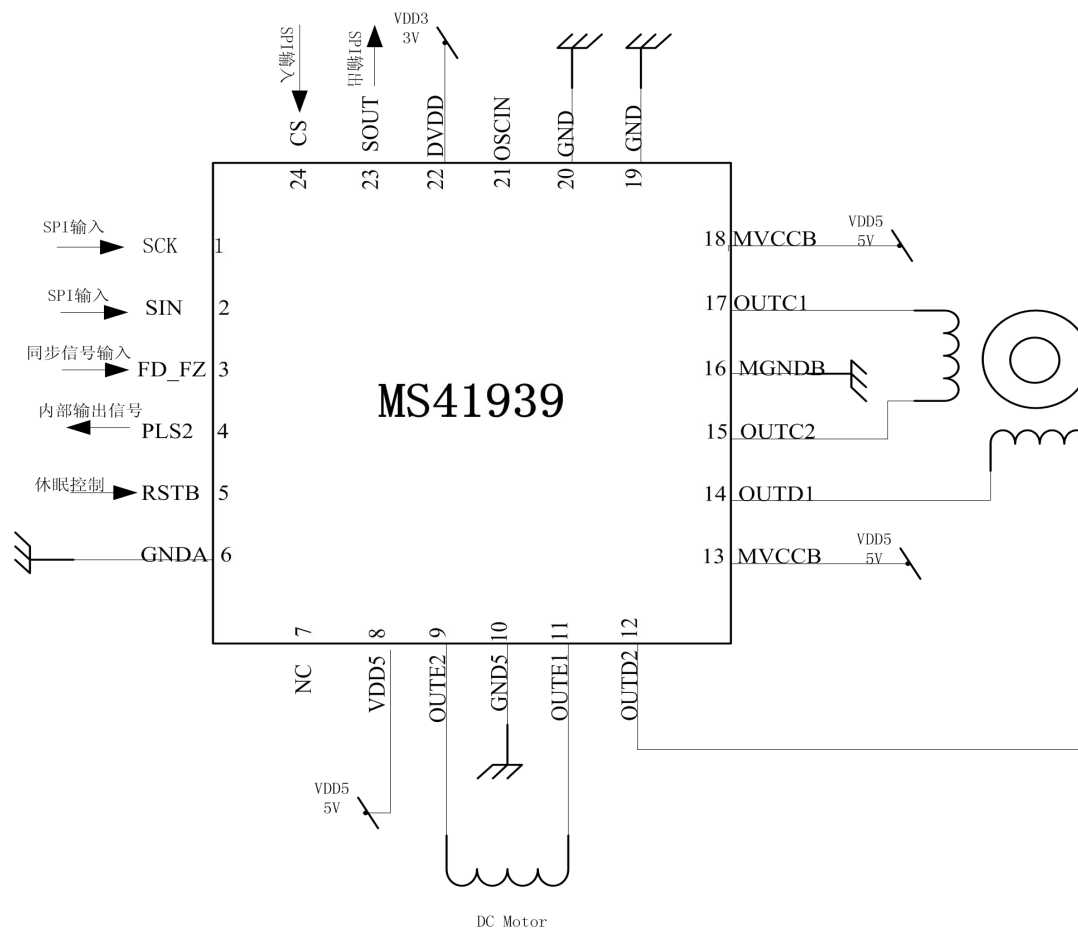 VDD3
3V
SPI输入
SPI输出
CS
SOUT
DVDD
OSCIN
GND
GND
24
23
22
21
20
19
SPI输入
SCK
1
SPI输入
SIN
2
同步信号输入
FD_FZ
3
内部输出信号
PLS2
4
休眠控制
RSTB
5
GNDA
6
MS41939
18
MVCCB
VDD5
5V
17
OUTC1
16
MGNDB
15
OUTC2
14
OUTD1
13
MVCCB
VDD5
5V
7
8
9
10
11
12
NC
VDD5
OUTE2
GND5
OUTE1
OUTD2
VDD5
5V
DC Motor